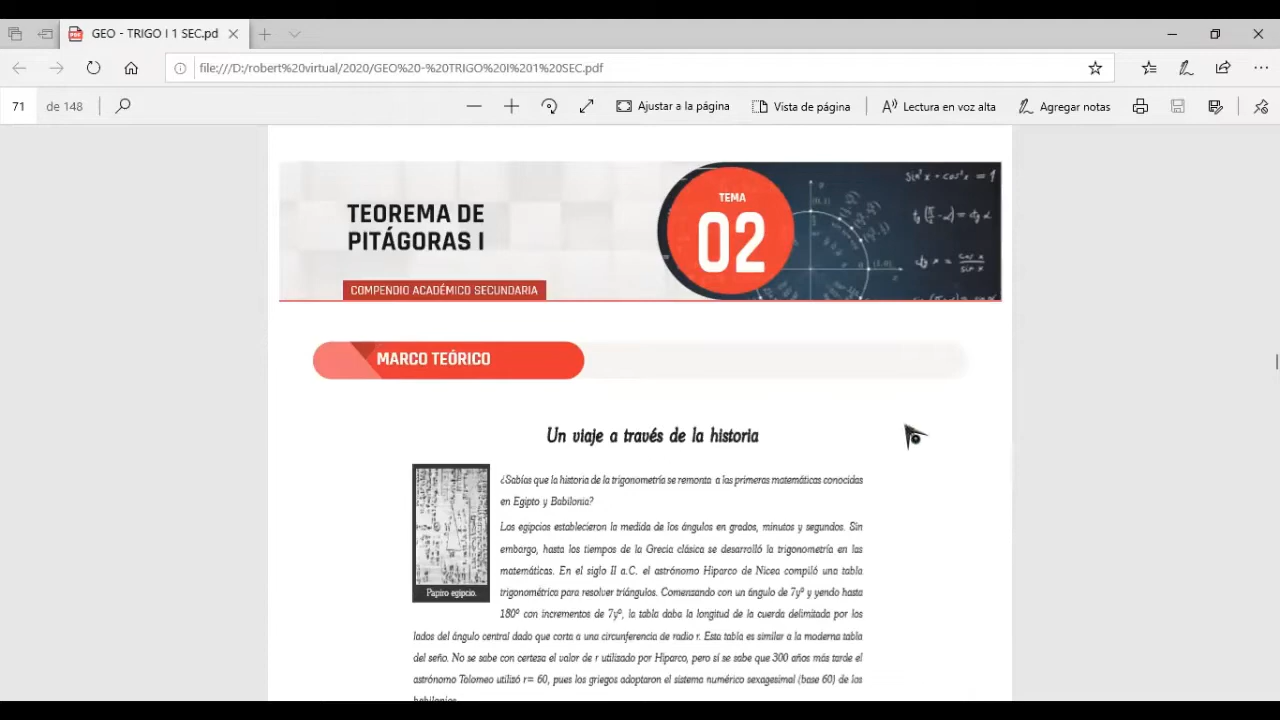 GEO - TRIGO I 1 SEC.pd
file:///D:/robert%20virtual/2020/GEO%20-%20TRIGO%20I%201%20SEC.pdf
71 de 148
Ajustar a la página
Vista de página
Lectura en voz alta
Agregar notas
TEOREMA DE
PITÁGORAS I
TEMA
02
COMPENDIO ACADÉMICO SECUNDARIA
MARCO TEÓRICO
Un viaje a través de la historia
¿Sabías que la historia de la trigonometría se remonta a las primeras matemáticas conocidas
en Egipto y Babilonia?
Los egipcios establecieron la medida de los ángulos en grados, minutos y segundos. Sin
embargo, hasta los tiempos de la Grecia clásica se desarrolló la trigonometría en las
matemáticas. En el siglo II a.C. el astrónomo Hiparco de Nicea compiló una tabla
trigonométrica para resolver triángulos. Comenzando con un ángulo de 7yº y yendo hasta
180º con incrementos de 7yº, la tabla daba la longitud de la cuerda delimitada por los
lados del ángulo central dado que corta a una circunferencia de radio r. Esta tabla es similar a la moderna tabla
del seno. No se sabe con certeza el valor de r utilizado por Hiparco, pero sí se sabe que 300 años más tarde el
astrónomo Tolomeo utilizó r= 60, pues los griegos adoptaron el sistema numérico sexagesimal (base 60) de los
Papiro egipcio.